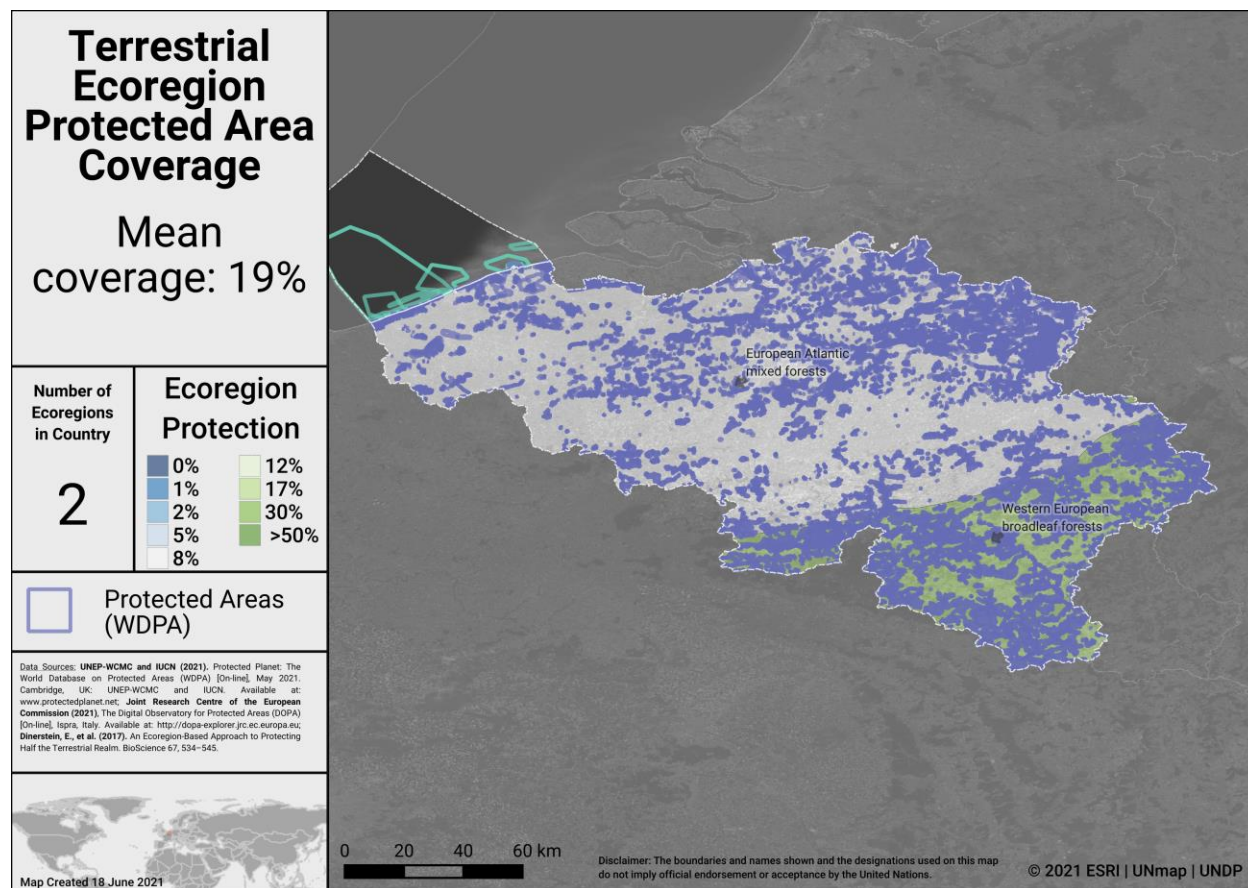 Terrestrial
Ecoregion
Protected Area
Coverage
Mean
coverage: 19%
Number of
Ecoregions
in Country
2
Ecoregion
Protection
0%
1%
2%
5%
8%
12%
17%
30%
>50%
Protected Areas
(WDPA)
Data Sources: UNEP-WCMC and IUCN (2021). Protected Planet: The
World Database on Protected Areas (WDPA) [On-line], May 2021.
Cambridge, UK: UNEP-WCMC and IUCN. Available at:
www.protectedplanet.net; Joint Research Centre of the European
Commission (2021), The Digital Observatory for Protected Areas (DOPA)
[On-line], Ispra, Italy. Available at: http://dopa-explorer.jrc.ec.europa.eu;
Dinerstein, E., et al. (2017). An Ecoregion-Based Approach to Protecting
Half the Terrestrial Realm. BioScience 67, 534–545.
Map Created 18 June 2021
European Atlantic
mixed forests
Western European
broadleaf forests
0 20 40 60 km
Disclaimer: The boundaries and names shown and the designations used on this map
do not imply official endorsement or acceptance by the United Nations.
© 2021 ESRI | UNmap | UNDP